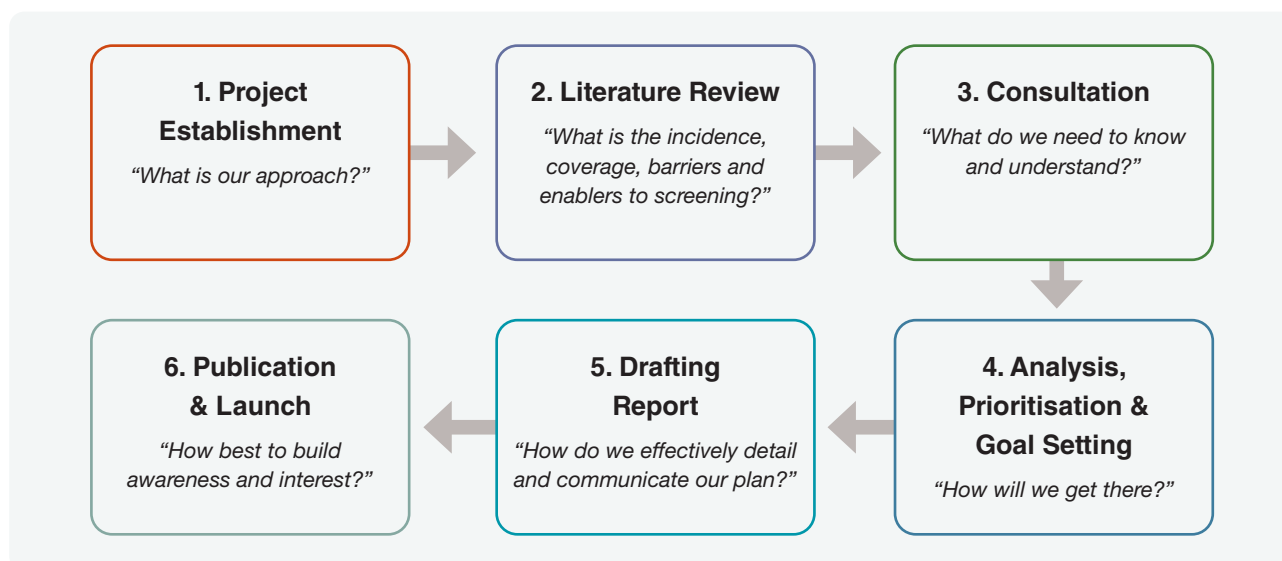 1. Project
Establishment
“What is our approach?”
2. Literature Review
“What is the incidence,
coverage, barriers and
enablers to screening?”
3. Consultation
“What do we need to know
and understand?”
4. Analysis,
Prioritisation &
Goal Setting
“How will we get there?”
5. Drafting
Report
“How do we effectively detail
and communicate our plan?”
6. Publication
& Launch
“How best to build
awareness and interest?”